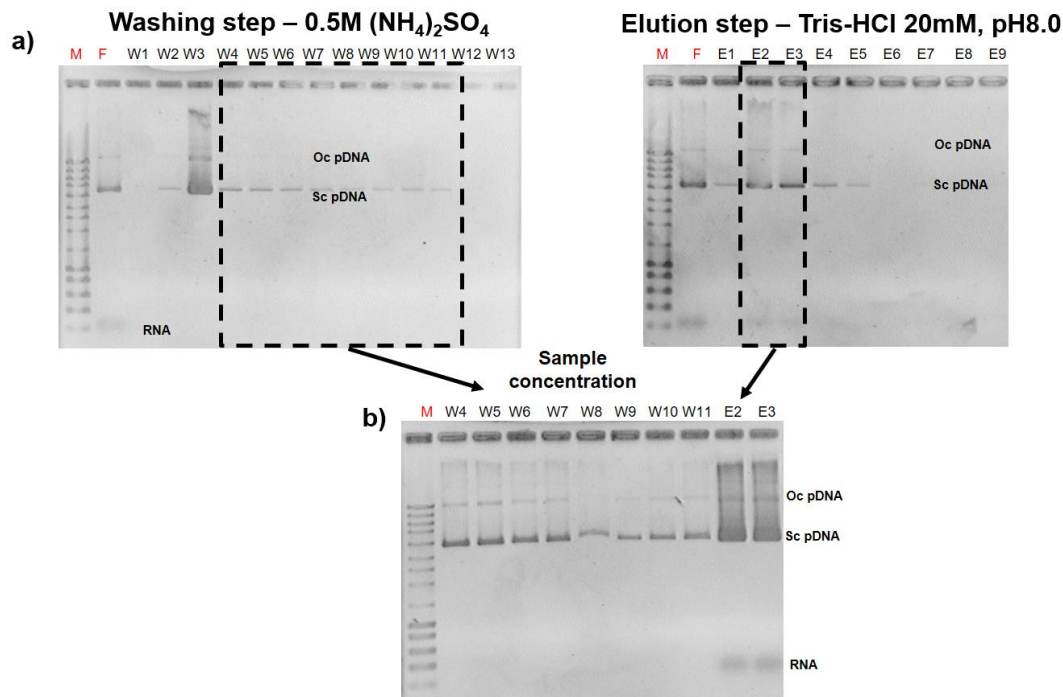 Washing step – 0.5M (NH₄)₂SO₄
Elution step – Tris-HCl 20mM, pH8.0
a)
M F W1 W2 W3 W4 W5 W6 W7 W8 W9 W10 W11 W12 W13
M F E1 E2 E3 E4 E5 E6 E7 E8 E9
Oc pDNA
Sc pDNA
RNA
Oc pDNA
Sc pDNA
Sample
concentration
b)
M W4 W5 W6 W7 W8 W9 W10 W11 E2 E3
Oc pDNA
Sc pDNA
RNA